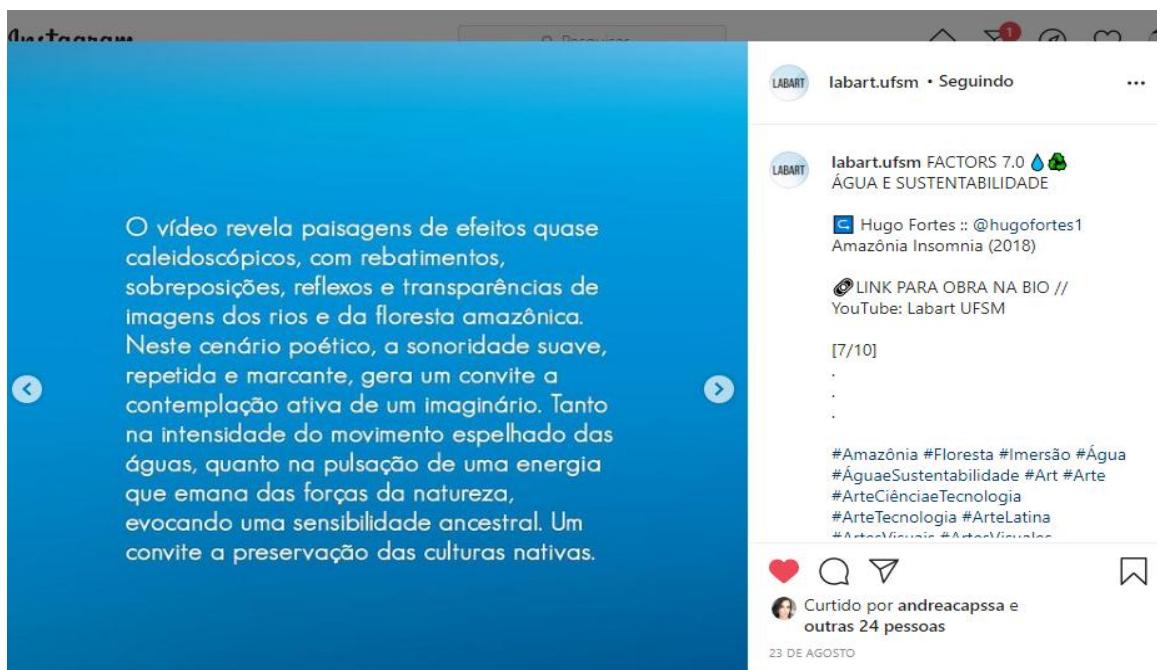 Instagram
Pesquisar
1
O vídeo revela paisagens de efeitos quase
caleidoscópicos, com rebatimentos,
sobreposições, reflexos e transparências de
imagens dos rios e da floresta amazônica.
Neste cenário poético, a sonoridade suave,
repetida e marcante, gera um convite a
contemplação ativa de um imaginário. Tanto
na intensidade do movimento espelhado das
águas, quanto na pulsação de uma energia
que emana das forças da natureza,
evocando uma sensibilidade ancestral. Um
convite a preservação das culturas nativas.
LABART
labart.ufsm • Seguindo
LABART
labart.ufsm FACTORS 7.0 💧♻
ÁGUA E SUSTENTABILIDADE
Hugo Fortes :: @hugofortes1
Amazônia Insomnia (2018)
LINK PARA OBRA NA BIO //
YouTube: Labart UFSM
[7/10]
.
.
.
#Amazônia #Floresta #Imersão #Água
#ÁguaeSustentabilidade #Art #Arte
#ArteCiênciaeTecnologia
#ArteTecnologia #ArteLatina
#ArtesVisuais #ArtesVisuales
Curtido por andreacapssa e
outras 24 pessoas
23 DE AGOSTO